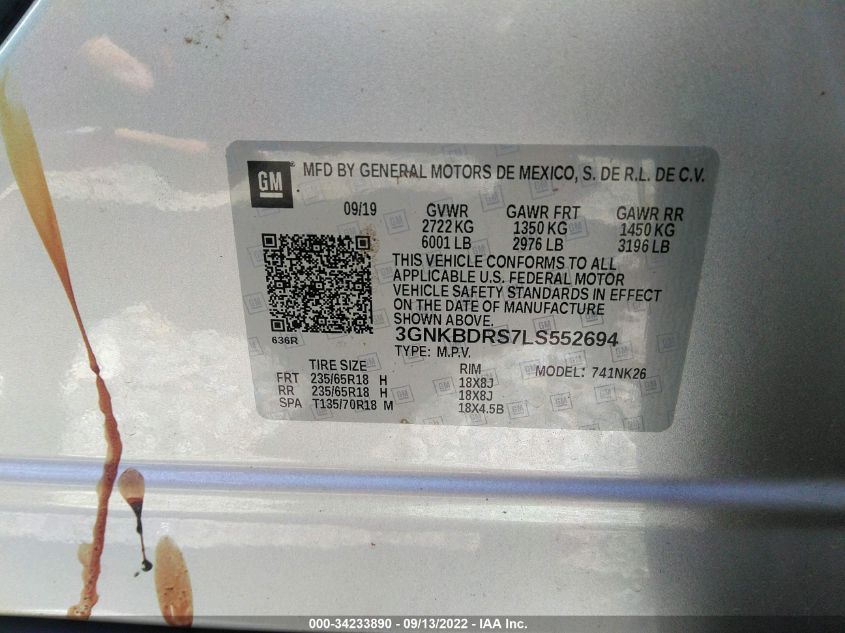 GM
MFD BY GENERAL MOTORS DE MEXICO, S. DE R.L. DE C.V.
09/19 GVWR GAWR FRT GAWR RR
2722 KG 1350 KG 1450 KG
6001 LB 2976 LB 3196 LB
THIS VEHICLE CONFORMS TO ALL
APPLICABLE U.S. FEDERAL MOTOR
VEHICLE SAFETY STANDARDS IN EFFECT
ON THE DATE OF MANUFACTURE
SHOWN ABOVE.
636R
3GNKBDRS7LS552694
TYPE: M.P.V. MODEL: 741NK26
TIRE SIZE RIM
FRT 235/65R18 H 18X8J
RR 235/65R18 H 18X8J
SPA T135/70R18 M 18X4.5B
000-34233890 - 09/13/2022 - IAA Inc.